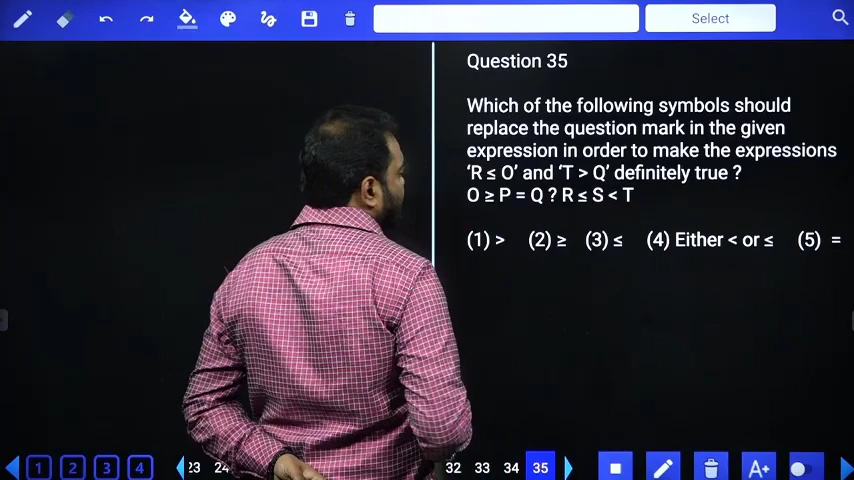 Select
Question 35
Which of the following symbols should
replace the question mark in the given
expression in order to make the expressions
‘R ≤ O’ and ‘T > Q’ definitely true ?
O ≥ P = Q ? R ≤ S < T
(1) > (2) ≥ (3) ≤ (4) Either < or ≤ (5) =
1 2 3 4 23 24 32 33 34 35 A+